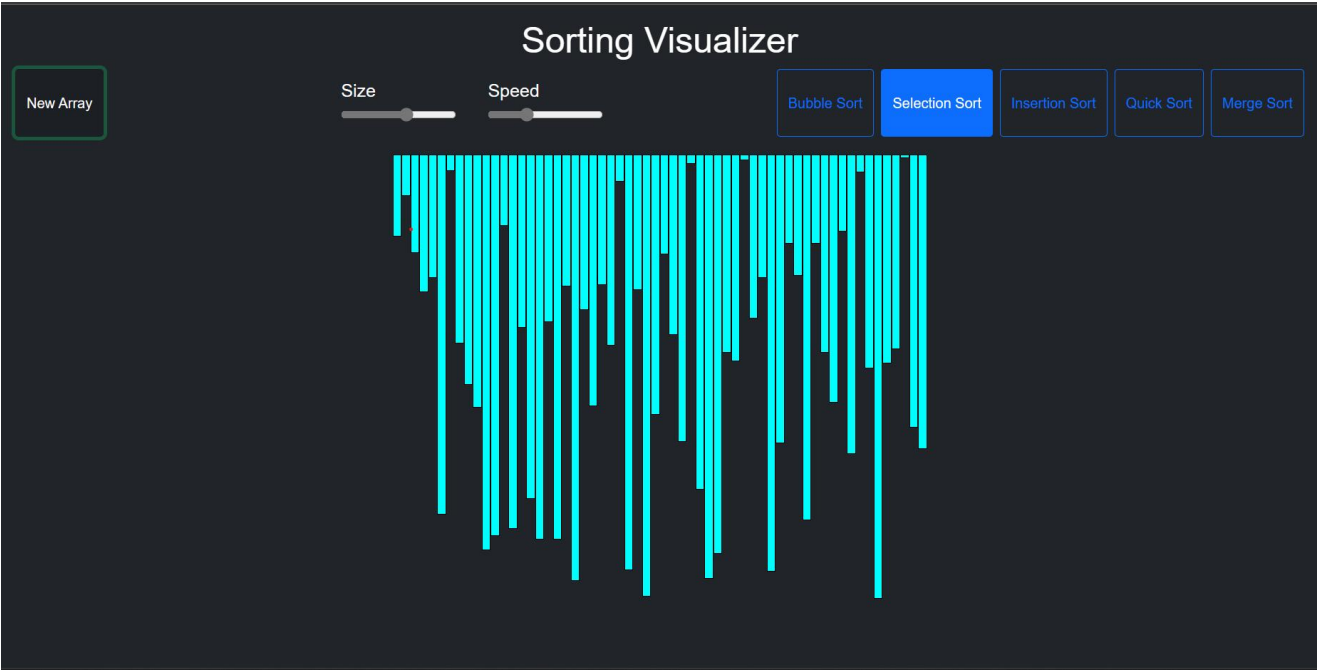 Sorting Visualizer
New Array
Size
Speed
Bubble Sort
Selection Sort
Insertion Sort
Quick Sort
Merge Sort